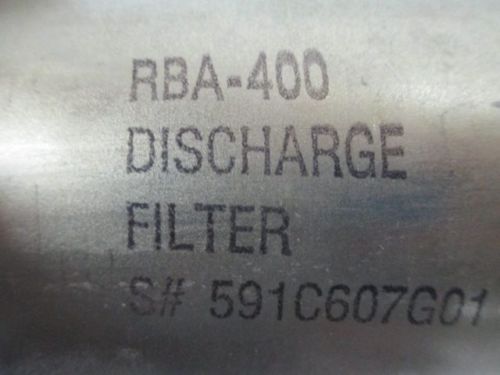 RBA-400
DISCHARGE
FILTER
S# 591C607G01